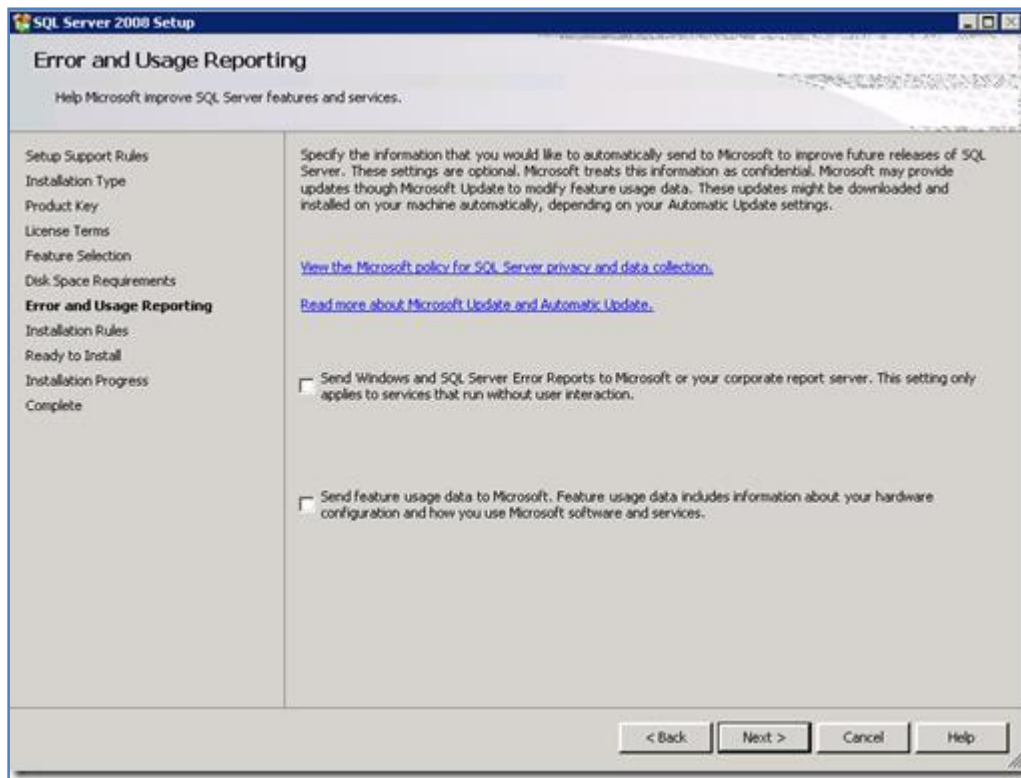 SQL Server 2008 Setup
Error and Usage Reporting
Help Microsoft improve SQL Server features and services.
Setup Support Rules
Installation Type
Product Key
License Terms
Feature Selection
Disk Space Requirements
Error and Usage Reporting
Installation Rules
Ready to Install
Installation Progress
Complete
Specify the information that you would like to automatically send to Microsoft to improve future releases of SQL
Server. These settings are optional. Microsoft treats this information as confidential. Microsoft may provide
updates though Microsoft Update to modify feature usage data. These updates might be downloaded and
installed on your machine automatically, depending on your Automatic Update settings.
View the Microsoft policy for SQL Server privacy and data collection.
Read more about Microsoft Update and Automatic Update.
Send Windows and SQL Server Error Reports to Microsoft or your corporate report server. This setting only
applies to services that run without user interaction.
Send feature usage data to Microsoft. Feature usage data includes information about your hardware
configuration and how you use Microsoft software and services.
< Back Next > Cancel Help